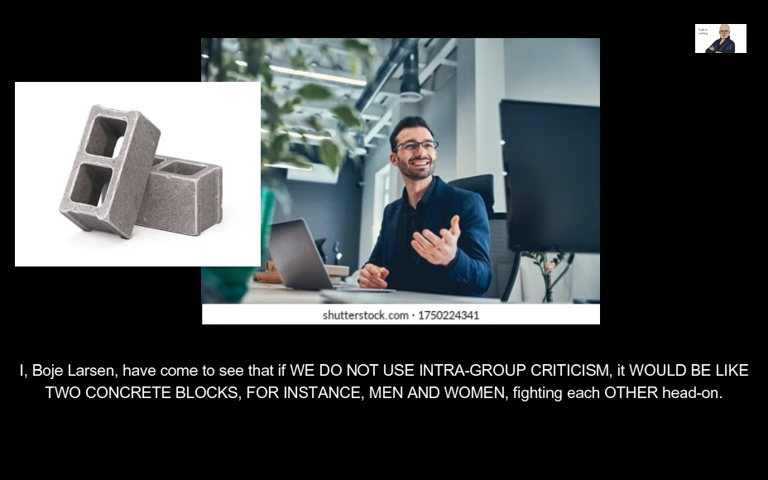 shutterstock.com · 1750224341
I, Boje Larsen, have come to see that if WE DO NOT USE INTRA-GROUP CRITICISM, it WOULD BE LIKE
TWO CONCRETE BLOCKS, FOR INSTANCE, MEN AND WOMEN, fighting each OTHER head-on.